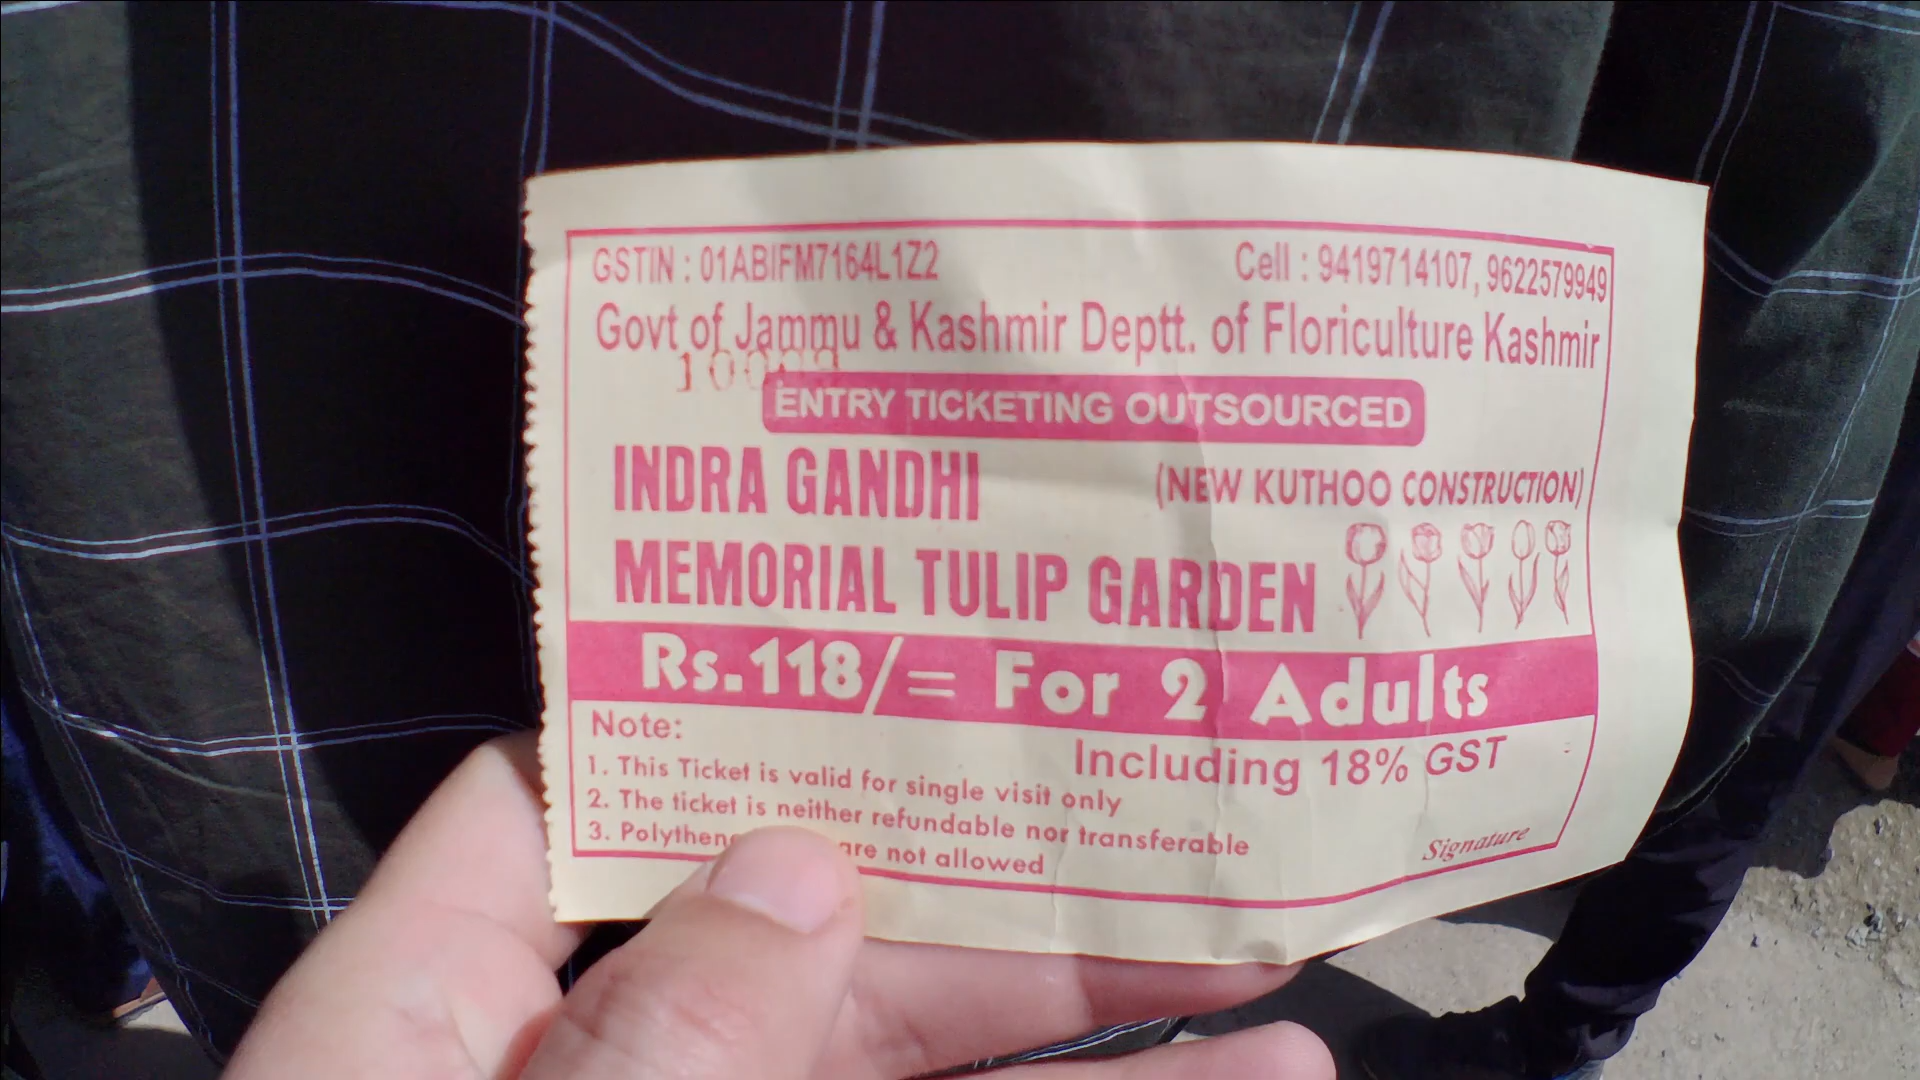 GSTIN : 01ABIFM7164L1Z2 Cell : 9419714107, 9622579949
Govt of Jammu & Kashmir Deptt. of Floriculture Kashmir
ENTRY TICKETING OUTSOURCED
INDRA GANDHI (NEW KUTHOO CONSTRUCTION)
MEMORIAL TULIP GARDEN
Rs.118/= For 2 Adults
Note:
Including 18% GST
1. This Ticket is valid for single visit only
2. The ticket is neither refundable nor transferable
3. are not allowed
Signature